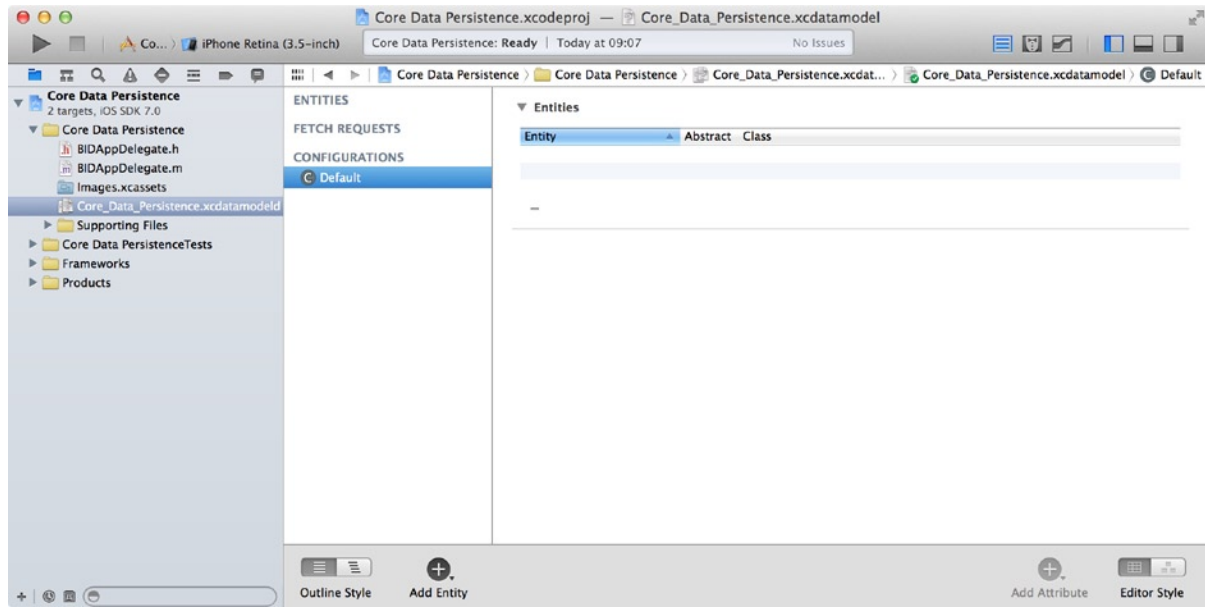 Core Data Persistence.xcodeproj — Core_Data_Persistence.xcdatamodel
Co... iPhone Retina (3.5-inch)
Core Data Persistence: Ready | Today at 09:07
No Issues
Core Data Persistence
2 targets, iOS SDK 7.0
Core Data Persistence
h BIDAppDelegate.h
m BIDAppDelegate.m
Images.xcassets
Core_Data_Persistence.xcdatamodeld
Supporting Files
Core Data PersistenceTests
Frameworks
Products
Core Data Persistence 〉 Core Data Persistence 〉 Core_Data_Persistence.xcdat... 〉 Core_Data_Persistence.xcdatamodel 〉 C Default
ENTITIES
FETCH REQUESTS
CONFIGURATIONS
C Default
Entities
Entity Abstract Class
Outline Style
Add Entity
Add Attribute
Editor Style